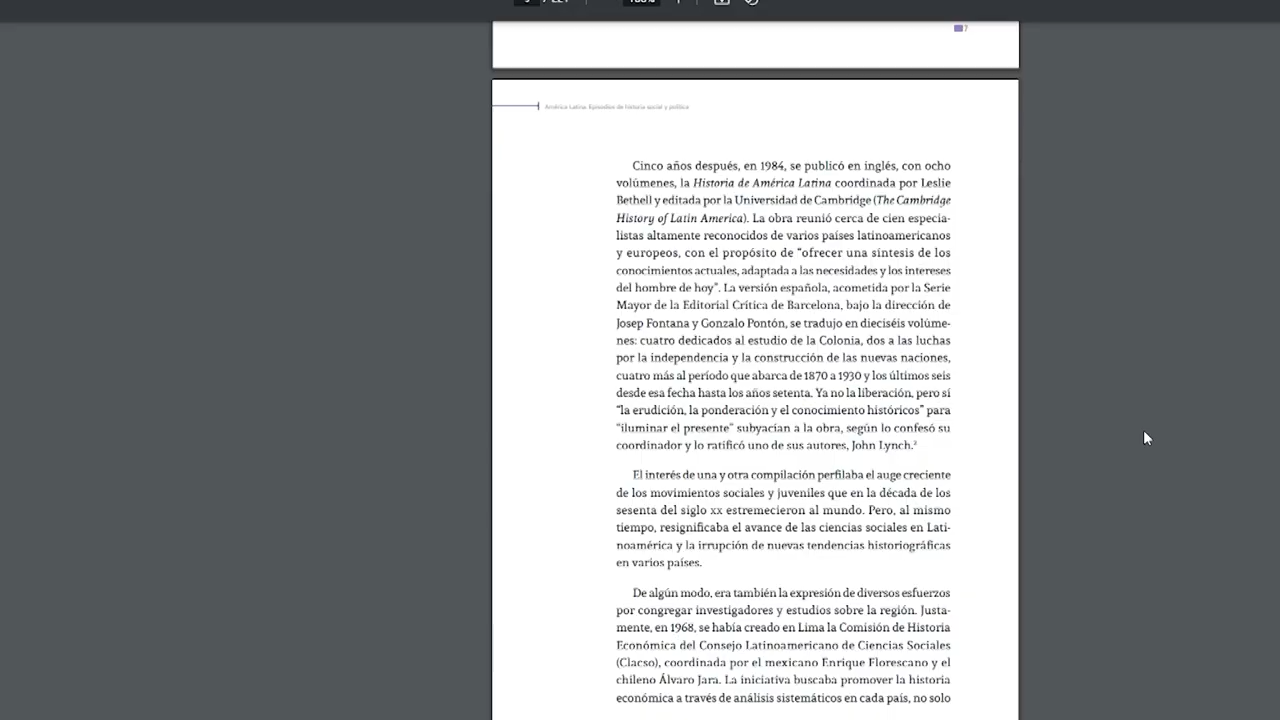 7
América Latina. Episodios de historia social y política
Cinco años después, en 1984, se publicó en inglés, con ocho
volúmenes, la Historia de América Latina coordinada por Leslie
Bethell y editada por la Universidad de Cambridge (The Cambridge
History of Latin America). La obra reunió cerca de cien especia-
listas altamente reconocidos de varios países latinoamericanos
y europeos, con el propósito de “ofrecer una síntesis de los
conocimientos actuales, adaptada a las necesidades y los intereses
del hombre de hoy”. La versión española, acometida por la Serie
Mayor de la Editorial Crítica de Barcelona, bajo la dirección de
Josep Fontana y Gonzalo Pontón, se tradujo en dieciséis volúme-
nes: cuatro dedicados al estudio de la Colonia, dos a las luchas
por la independencia y la construcción de las nuevas naciones,
cuatro más al período que abarca de 1870 a 1930 y los últimos seis
desde esa fecha hasta los años setenta. Ya no la liberación, pero sí
“la erudición, la ponderación y el conocimiento históricos” para
“iluminar el presente” subyacían a la obra, según lo confesó su
coordinador y lo ratificó uno de sus autores, John Lynch.²
El interés de una y otra compilación perfilaba el auge creciente
de los movimientos sociales y juveniles que en la década de los
sesenta del siglo xx estremecieron al mundo. Pero, al mismo
tiempo, resignificaba el avance de las ciencias sociales en Lati-
noamérica y la irrupción de nuevas tendencias historiográficas
en varios países.
De algún modo, era también la expresión de diversos esfuerzos
por congregar investigadores y estudios sobre la región. Justa-
mente, en 1968, se había creado en Lima la Comisión de Historia
Económica del Consejo Latinoamericano de Ciencias Sociales
(Clacso), coordinada por el mexicano Enrique Florescano y el
chileno Álvaro Jara. La iniciativa buscaba promover la historia
económica a través de análisis sistemáticos en cada país, no solo